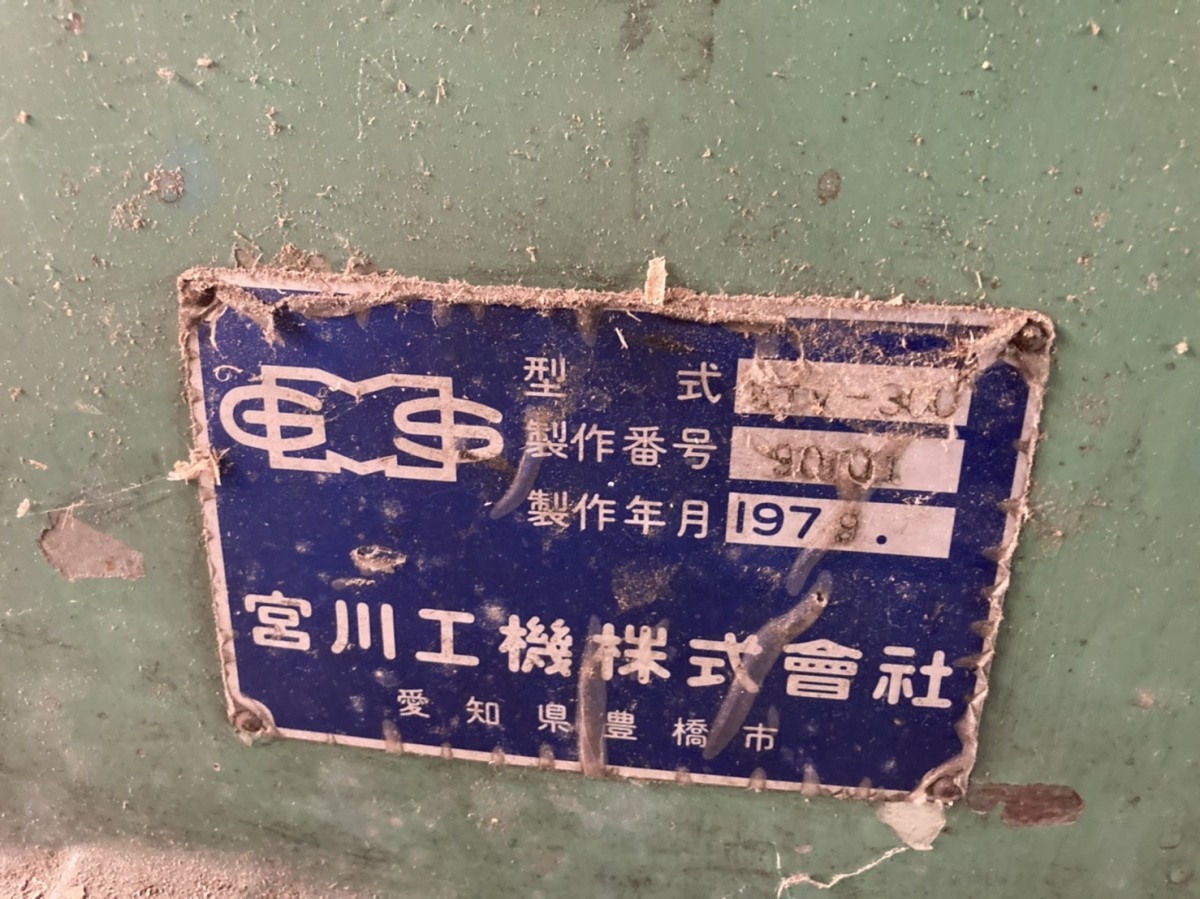 型 式
製作番号 90101
製作年月 1979.
宮川工機株式會社
愛知県豊橋市